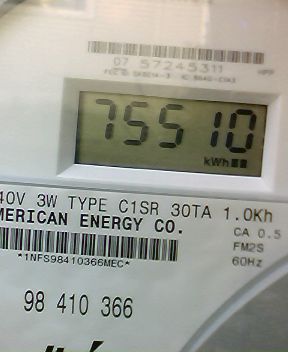 07 57245311
HPP
75510
kWh
40V 3W TYPE C1SR 30TA 1.0Kh
MERICAN ENERGY CO.
CA 0.5
FM2S
*1NFS98410366MEC*
60Hz
98 410 366